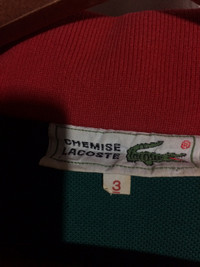 CHEMISE
LACOSTE
®
3